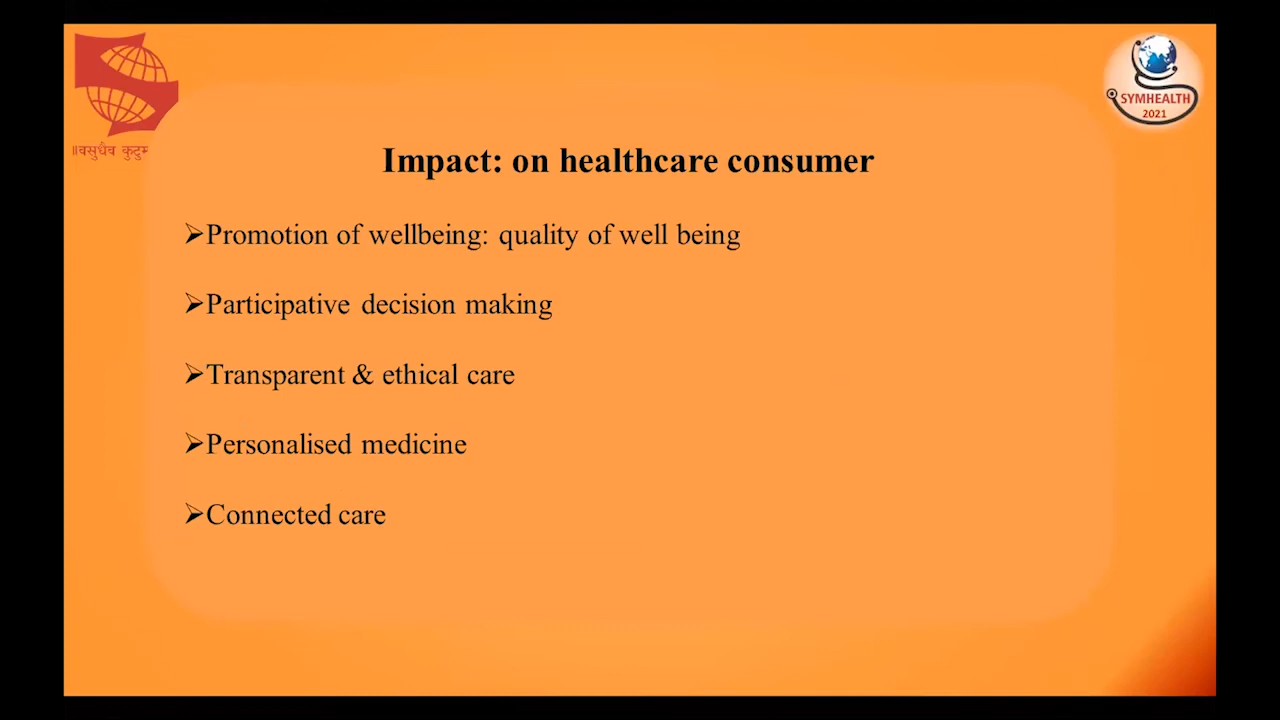 ॥वसुधैव
SYMHEALTH
2021
Impact: on healthcare consumer
➢Promotion of wellbeing: quality of well being
➢Participative decision making
➢Transparent & ethical care
➢Personalised medicine
➢Connected care